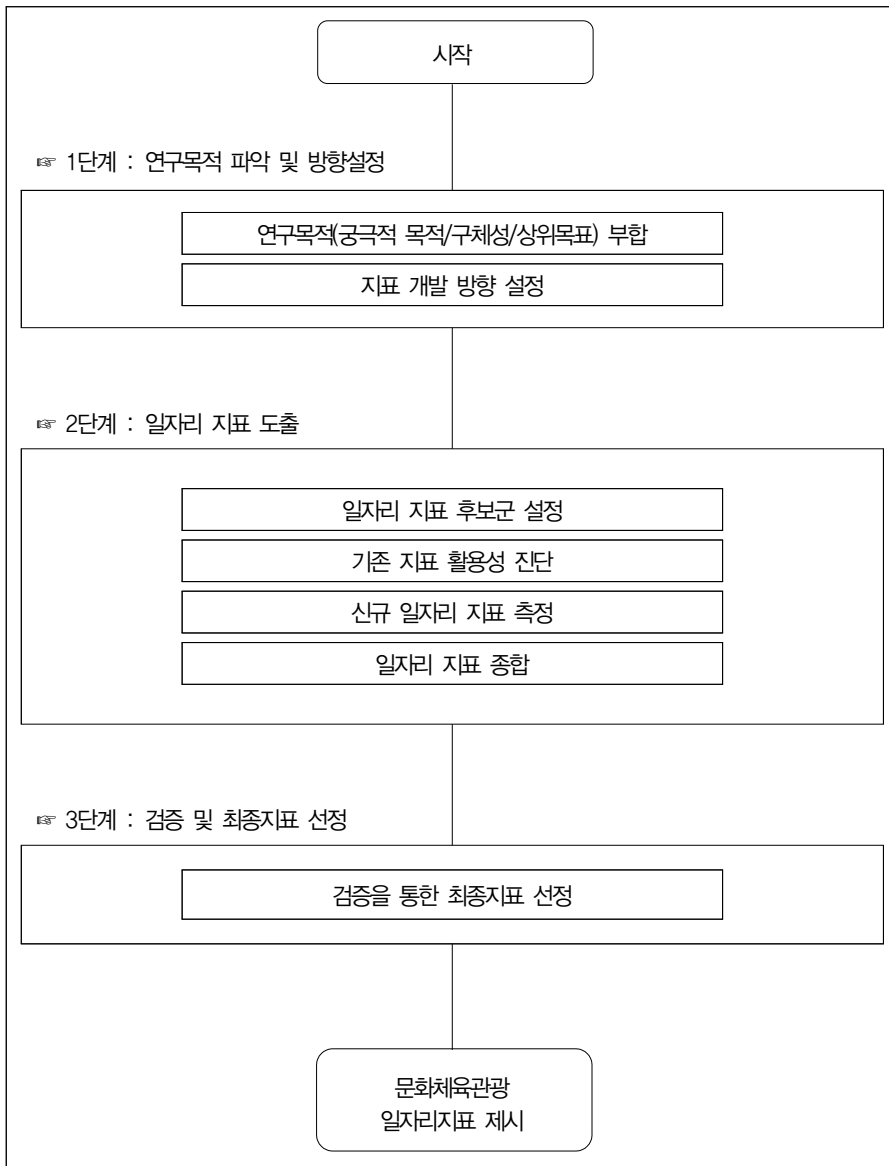 시작
☞ 1단계 : 연구목적 파악 및 방향설정
연구목적(궁극적 목적/구체성/상위목표) 부합
지표 개발 방향 설정
☞ 2단계 : 일자리 지표 도출
일자리 지표 후보군 설정
기존 지표 활용성 진단
신규 일자리 지표 측정
일자리 지표 종합
☞ 3단계 : 검증 및 최종지표 선정
검증을 통한 최종지표 선정
문화체육관광
일자리지표 제시